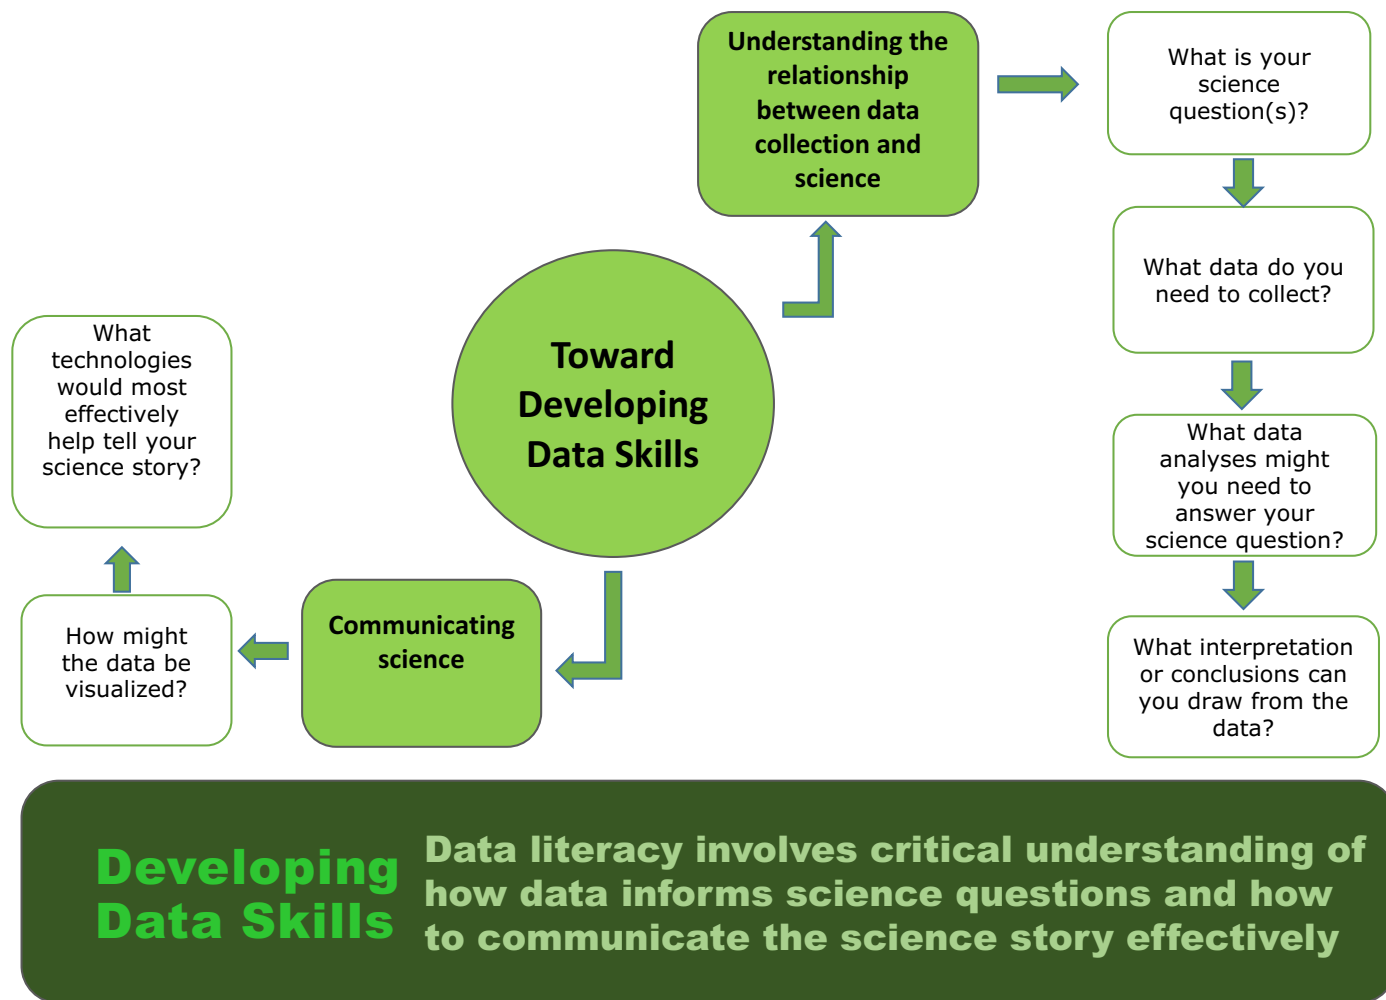 Understanding the
relationship
between data
collection and
science
What is your
science
question(s)?
What data do you
need to collect?
What data
analyses might
you need to
answer your
science question?
What interpretation
or conclusions can
you draw from the
data?
Toward
Developing
Data Skills
Communicating
science
How might
the data be
visualized?
What
technologies
would most
effectively
help tell your
science story?
Developing
Data Skills
Data literacy involves critical understanding of
how data informs science questions and how
to communicate the science story effectively